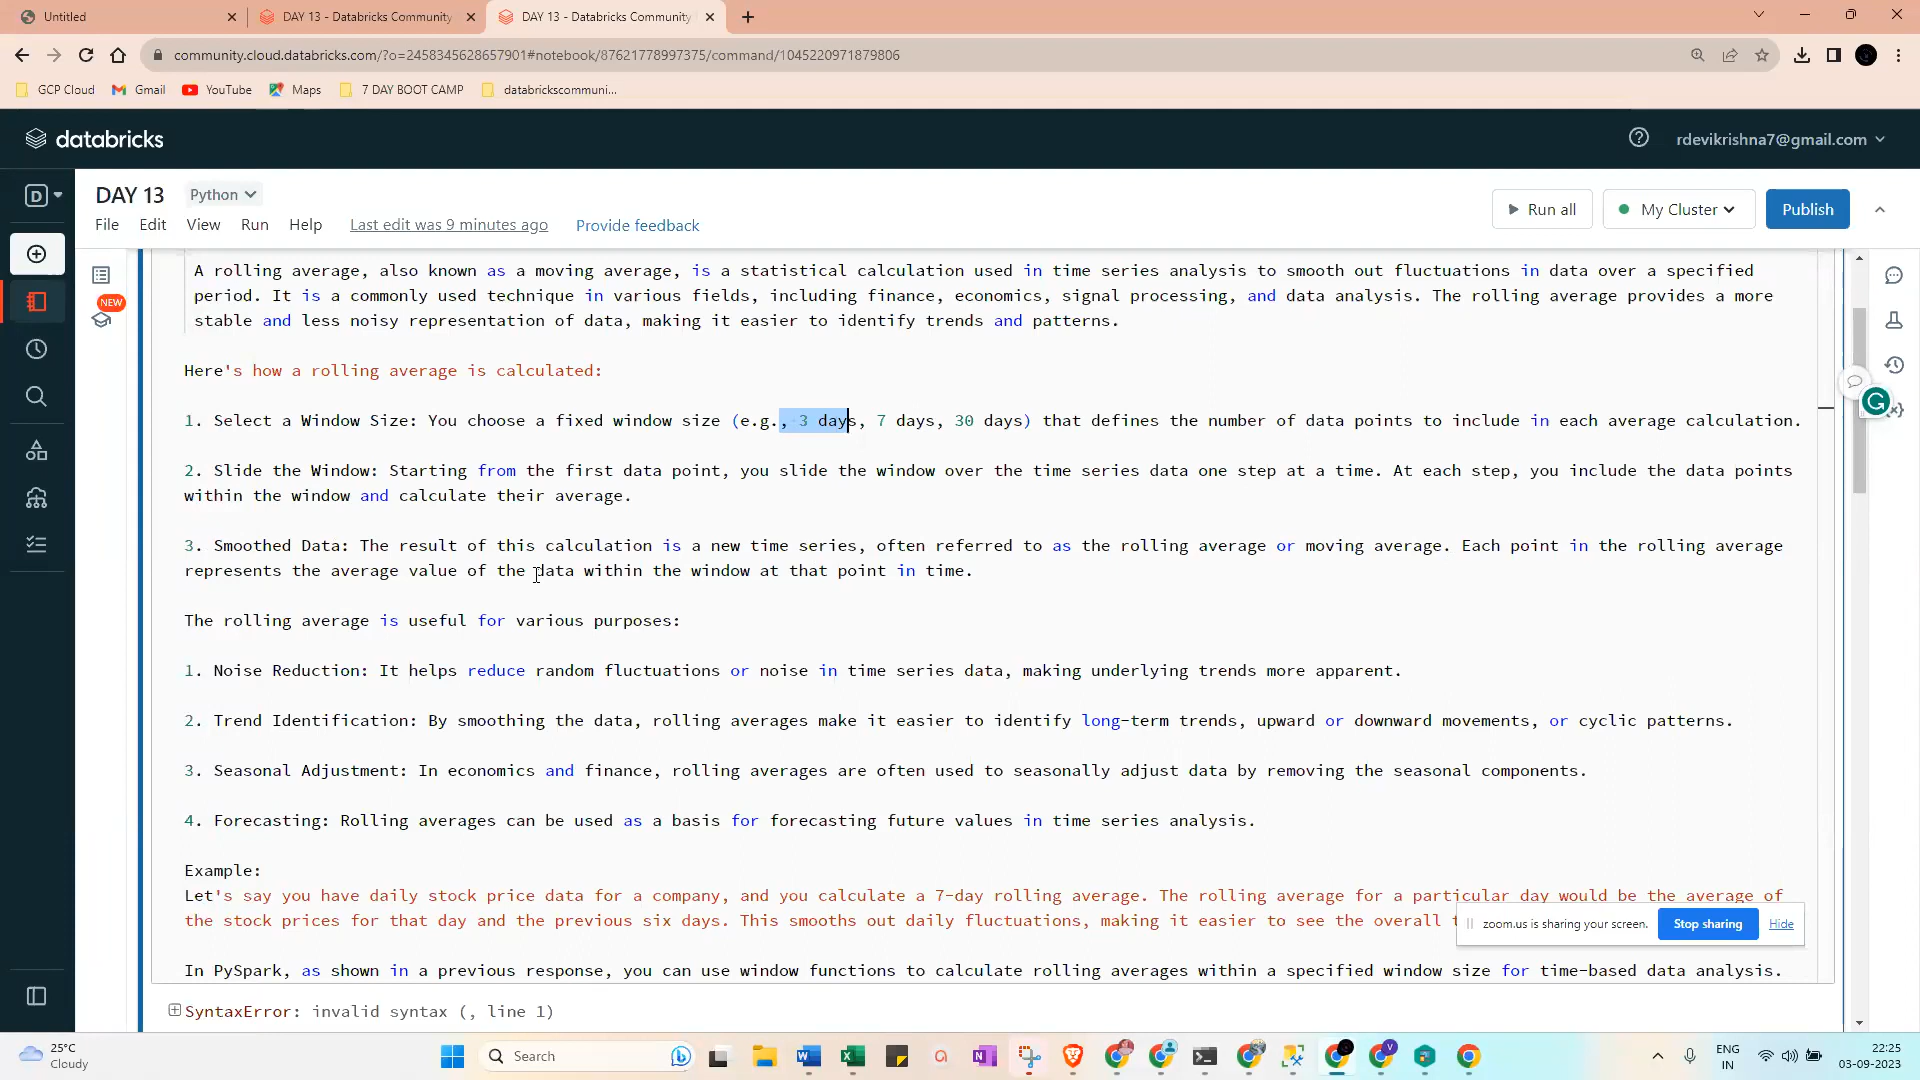 Untitled
DAY 13 - Databricks Community
DAY 13 - Databricks Community
community.cloud.databricks.com/?o=2458345628657901#notebook/87621778997375/command/1045220971879806
GCP Cloud
Gmail
YouTube
Maps
7 DAY BOOT CAMP
databrickscommuni...
databricks
rdevikrishna7@gmail.com
D
DAY 13
Python
File
Edit
View
Run
Help
Last edit was 9 minutes ago
Provide feedback
Run all
My Cluster
Publish
NEW
A rolling average, also known as a moving average, is a statistical calculation used in time series analysis to smooth out fluctuations in data over a specified
period. It is a commonly used technique in various fields, including finance, economics, signal processing, and data analysis. The rolling average provides a more
stable and less noisy representation of data, making it easier to identify trends and patterns.
Here's how a rolling average is calculated:
1. Select a Window Size: You choose a fixed window size (e.g., 3 days, 7 days, 30 days) that defines the number of data points to include in each average calculation.
2. Slide the Window: Starting from the first data point, you slide the window over the time series data one step at a time. At each step, you include the data points
within the window and calculate their average.
3. Smoothed Data: The result of this calculation is a new time series, often referred to as the rolling average or moving average. Each point in the rolling average
represents the average value of the data within the window at that point in time.
The rolling average is useful for various purposes:
1. Noise Reduction: It helps reduce random fluctuations or noise in time series data, making underlying trends more apparent.
2. Trend Identification: By smoothing the data, rolling averages make it easier to identify long-term trends, upward or downward movements, or cyclic patterns.
3. Seasonal Adjustment: In economics and finance, rolling averages are often used to seasonally adjust data by removing the seasonal components.
4. Forecasting: Rolling averages can be used as a basis for forecasting future values in time series analysis.
Example:
Let's say you have daily stock price data for a company, and you calculate a 7-day rolling average. The rolling average for a particular day would be the average of
the stock prices for that day and the previous six days. This smooths out daily fluctuations, making it easier to see the overall
zoom.us is sharing your screen.
Stop sharing
Hide
In PySpark, as shown in a previous response, you can use window functions to calculate rolling averages within a specified window size for time-based data analysis.
SyntaxError: invalid syntax (, line 1)
25°C
Cloudy
Search
ENG
IN
22:25
03-09-2023